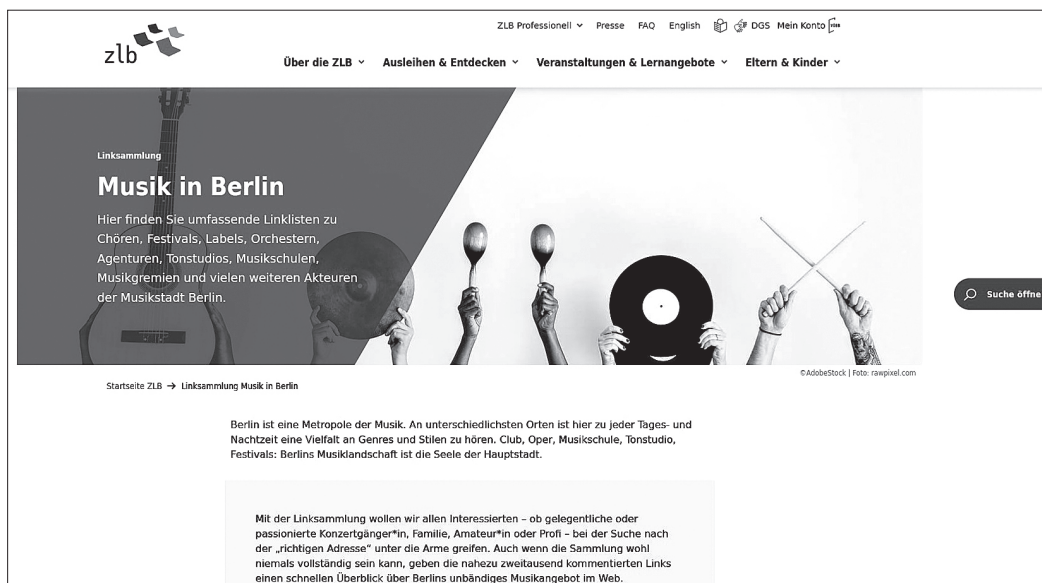 ZLB Professionell Presse FAQ English DGS Mein Konto VÖBB
zlb
Über die ZLB Ausleihen & Entdecken Veranstaltungen & Lernangebote Eltern & Kinder
Linksammlung
Musik in Berlin
Hier finden Sie umfassende Linklisten zu
Chören, Festivals, Labels, Orchestern,
Agenturen, Tonstudios, Musikschulen,
Musikgremien und vielen weiteren Akteuren
der Musikstadt Berlin.
Suche öffne
©AdobeStock | Foto: rawpixel.com
Startseite ZLB → Linksammlung Musik in Berlin
Berlin ist eine Metropole der Musik. An unterschiedlichsten Orten ist hier zu jeder Tages- und
Nachtzeit eine Vielfalt an Genres und Stilen zu hören. Club, Oper, Musikschule, Tonstudio,
Festivals: Berlins Musiklandschaft ist die Seele der Hauptstadt.
Mit der Linksammlung wollen wir allen Interessierten – ob gelegentliche oder
passionierte Konzertgänger*in, Familie, Amateur*in oder Profi – bei der Suche nach
der „richtigen Adresse“ unter die Arme greifen. Auch wenn die Sammlung wohl
niemals vollständig sein kann, geben die nahezu zweitausend kommentierten Links
einen schnellen Überblick über Berlins unbändiges Musikangebot im Web.